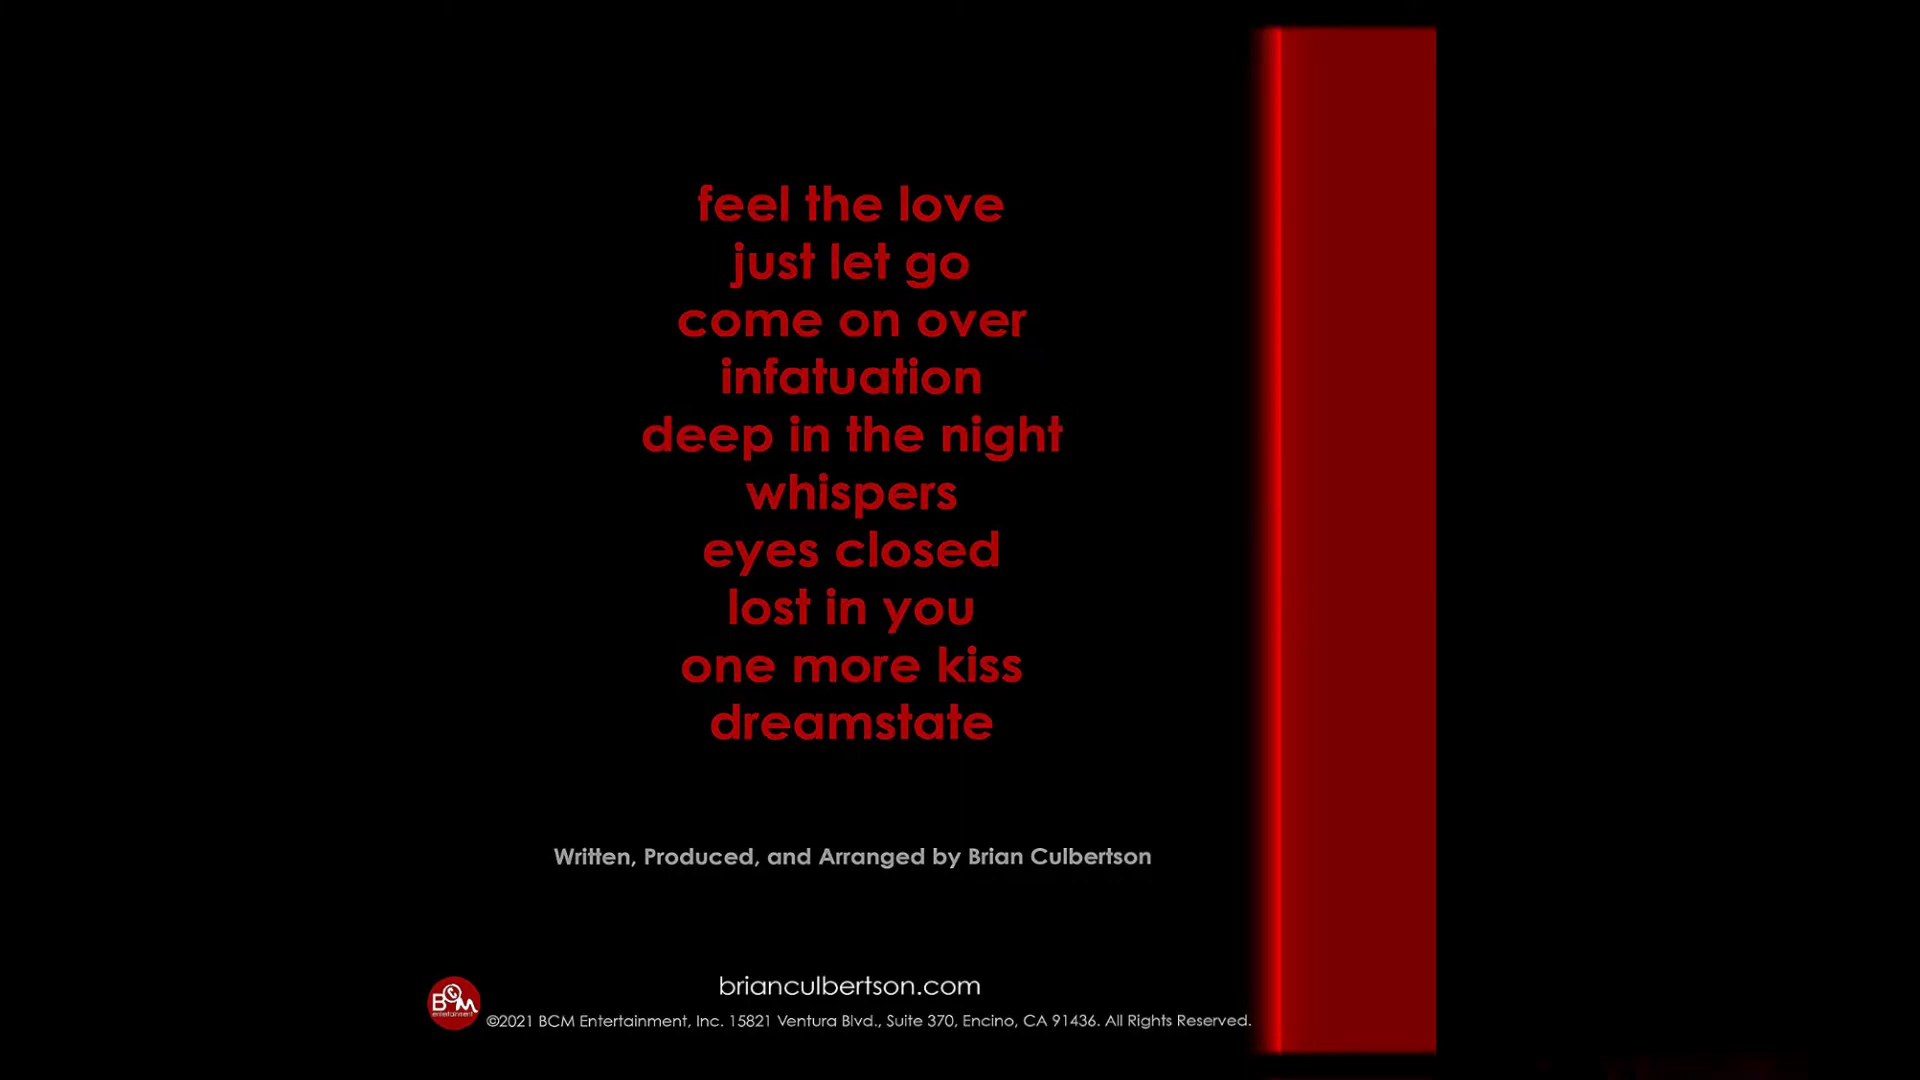 feel the love
just let go
come on over
infatuation
deep in the night
whispers
eyes closed
lost in you
one more kiss
dreamstate
Written, Produced, and Arranged by Brian Culbertson
brianculbertson.com
BCM
entertainment
©2021 BCM Entertainment, Inc. 15821 Ventura Blvd., Suite 370, Encino, CA 91436. All Rights Reserved.